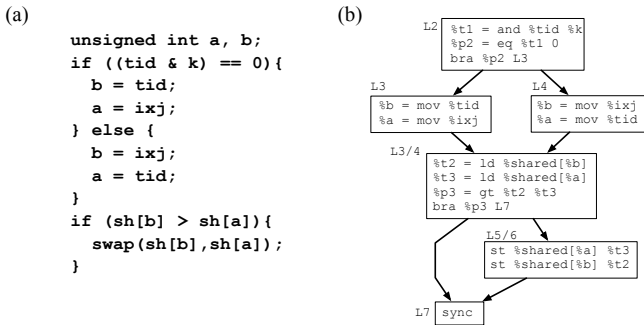 (a)
unsigned int a, b;
if ((tid & k) == 0){
b = tid;
a = ixj;
} else {
b = ixj;
a = tid;
}
if (sh[b] > sh[a]){
swap(sh[b],sh[a]);
}
(b)
L2
%t1 = and %tid %k
%p2 = eq %t1 0
bra %p2 L3
L3
%b = mov %tid
%a = mov %ixj
L4
%b = mov %ixj
%a = mov %tid
L3/4
%t2 = ld %shared[%b]
%t3 = ld %shared[%a]
%p3 = gt %t2 %t3
bra %p3 L7
L5/6
st %shared[%a] %t3
st %shared[%b] %t2
L7
sync